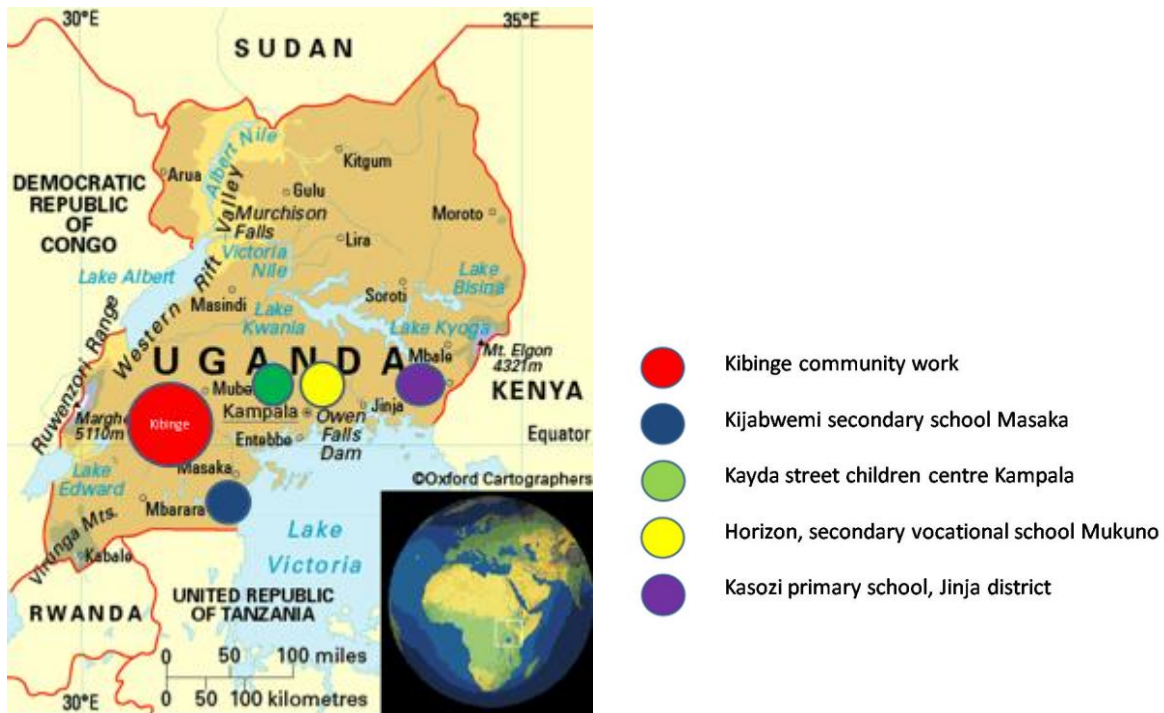 30°E
35°E
SUDAN
DEMOCRATIC
REPUBLIC
OF
CONGO
Arua
Albert Nile
Kitgum
Gulu
Moroto
Murchison
Falls
Lira
Victoria
Nile
Lake Albert
Western Rift Valley
Masindi
Lake
Kwania
Soroti
Lake
Bisina
Lake Kyoga
Ruwenzori Range
UGANDA
Mbale
Mt. Elgon
4321m
KENYA
Kampala
Jinja
Owen
Falls
Dam
Entebbe
Equator
5110m
Kibinge
Masaka
Lake
Edward
Mbarara
©Oxford Cartographers
Virunga Mts.
Kabale
Lake
Victoria
RWANDA
UNITED REPUBLIC
OF TANZANIA
0 50 100 miles
0 50 100 kilometres
30°E
Kibinge community work
Kijabwemi secondary school Masaka
Kayda street children centre Kampala
Horizon, secondary vocational school Mukuno
Kasozi primary school, Jinja district